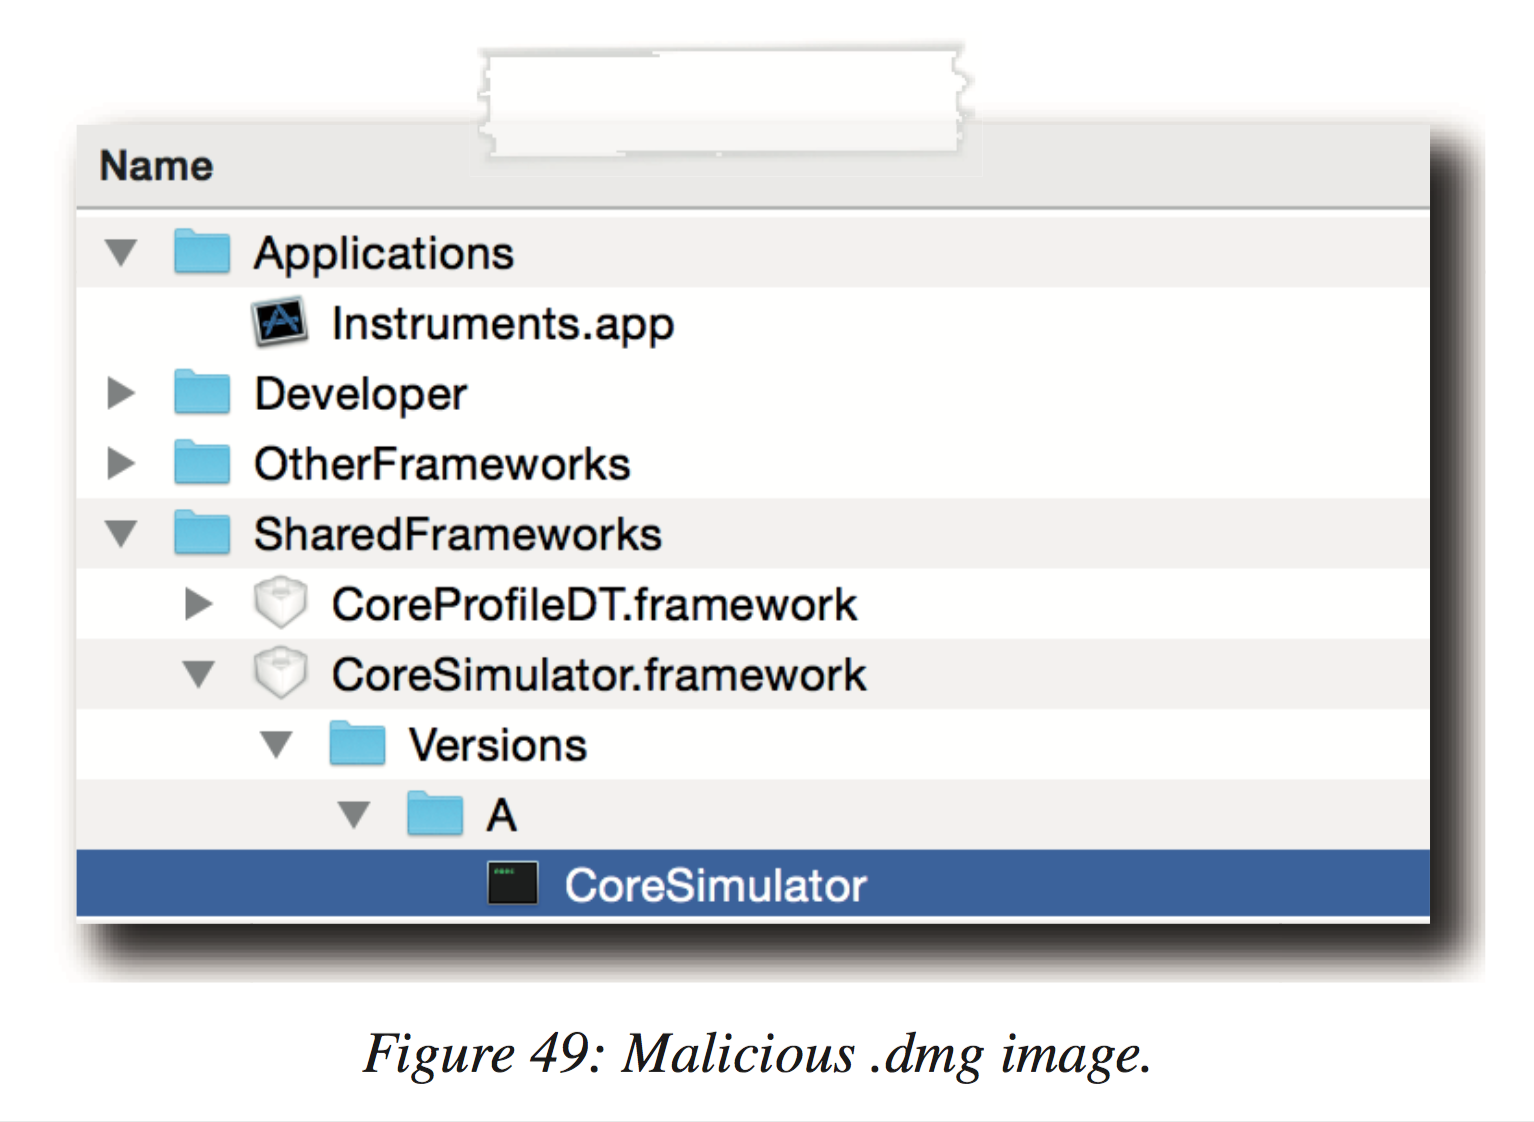 Name
Applications
Instruments.app
Developer
OtherFrameworks
SharedFrameworks
CoreProfileDT.framework
CoreSimulator.framework
Versions
A
CoreSimulator
Figure 49: Malicious .dmg image.